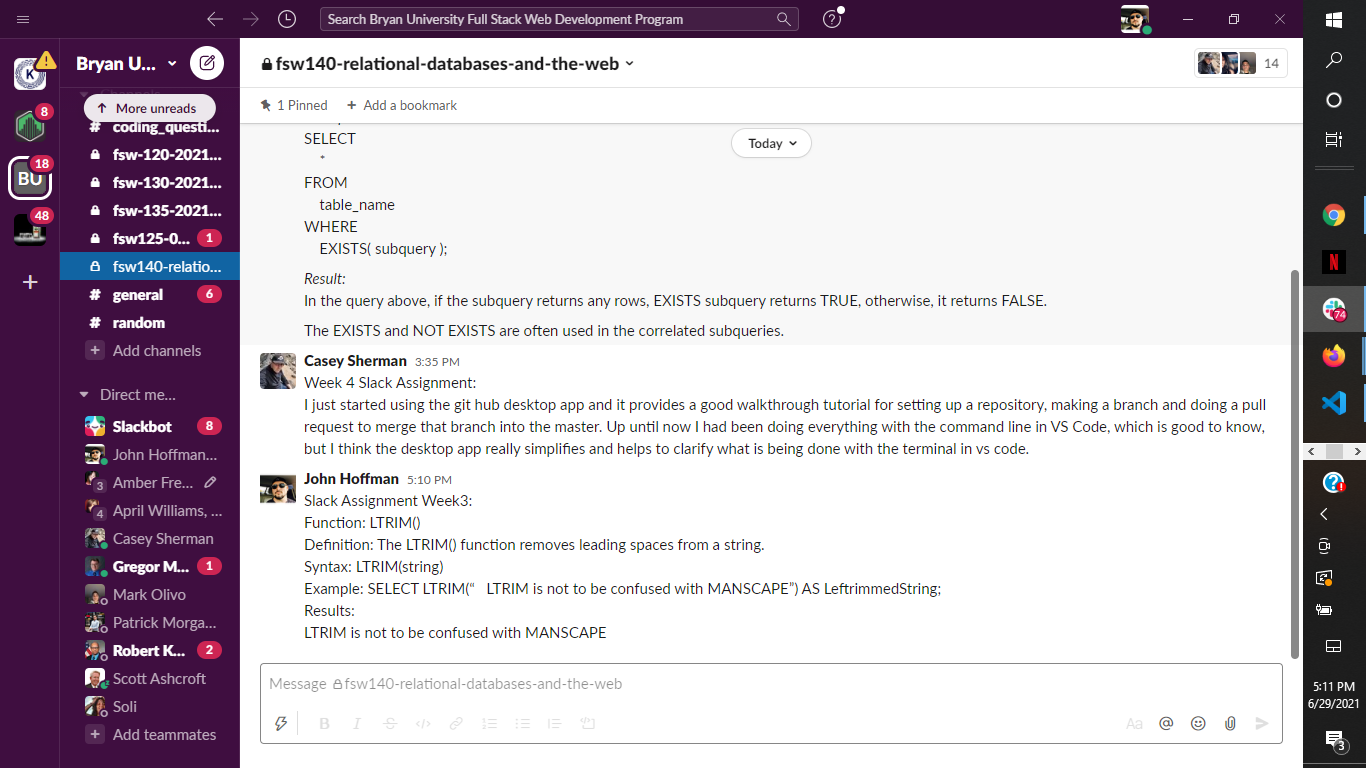 Search Bryan University Full Stack Web Development Program
K
Bryan U...
fsw140-relational-databases-and-the-web
14
More unreads
1 Pinned
Add a bookmark
8
BU
18
48
coding_questi...
fsw-120-2021...
fsw-130-2021...
fsw-135-2021...
fsw125-0...
1
fsw140-relatio...
general
6
random
Add channels
Direct me...
Slackbot
8
John Hoffman...
3
Amber Fre...
4
April Williams, ...
Casey Sherman
Gregor M...
1
Mark Olivo
Patrick Morga...
Robert K...
2
Scott Ashcroft
Soli
Add teammates
Today
SELECT
*
FROM
table_name
WHERE
EXISTS( subquery );
Result:
In the query above, if the subquery returns any rows, EXISTS subquery returns TRUE, otherwise, it returns FALSE.
The EXISTS and NOT EXISTS are often used in the correlated subqueries.
Casey Sherman 3:35 PM
Week 4 Slack Assignment:
I just started using the git hub desktop app and it provides a good walkthrough tutorial for setting up a repository, making a branch and doing a pull
request to merge that branch into the master. Up until now I had been doing everything with the command line in VS Code, which is good to know,
but I think the desktop app really simplifies and helps to clarify what is being done with the terminal in vs code.
John Hoffman 5:10 PM
Slack Assignment Week3:
Function: LTRIM()
Definition: The LTRIM() function removes leading spaces from a string.
Syntax: LTRIM(string)
Example: SELECT LTRIM(“   LTRIM is not to be confused with MANSCAPE”) AS LeftrimmedString;
Results:
LTRIM is not to be confused with MANSCAPE
Message fsw140-relational-databases-and-the-web
B I S
Aa @
N
74
5:11 PM
6/29/2021
3